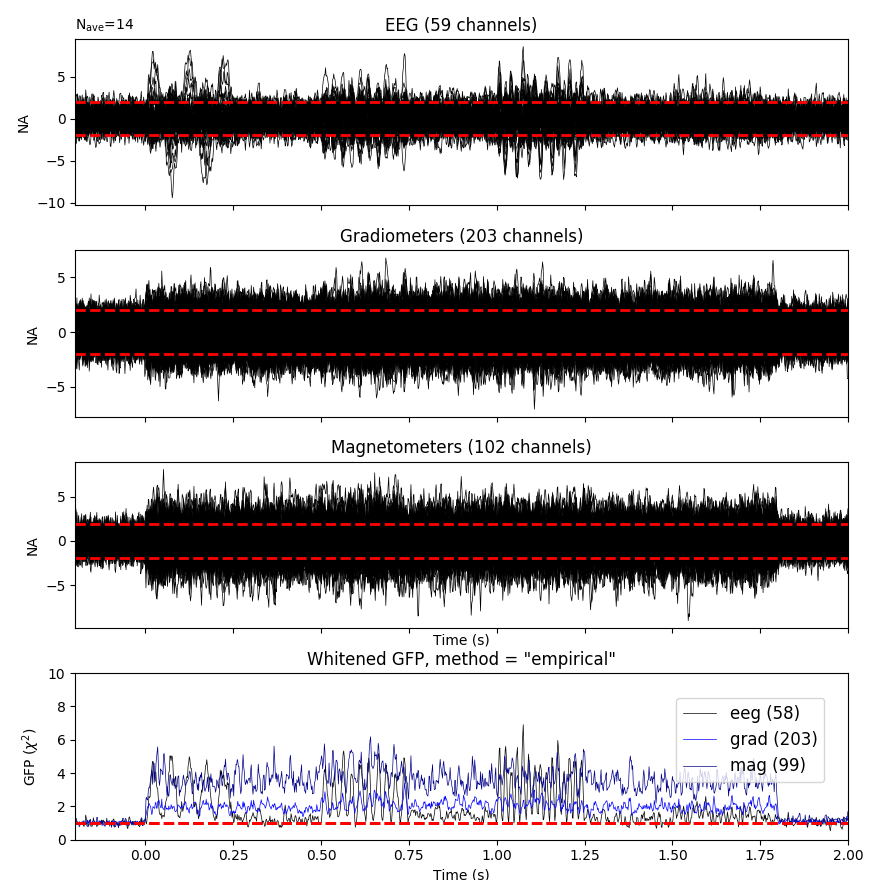 N_ave=14
EEG (59 channels)
NA
5
0
−5
−10
Gradiometers (203 channels)
NA
5
0
−5
Magnetometers (102 channels)
NA
5
0
−5
Time (s)
Whitened GFP, method = "empirical"
GFP (χ²)
10
8
6
4
2
0
eeg (58)
grad (203)
mag (99)
0.00 0.25 0.50 0.75 1.00 1.25 1.50 1.75 2.00
Time (s)